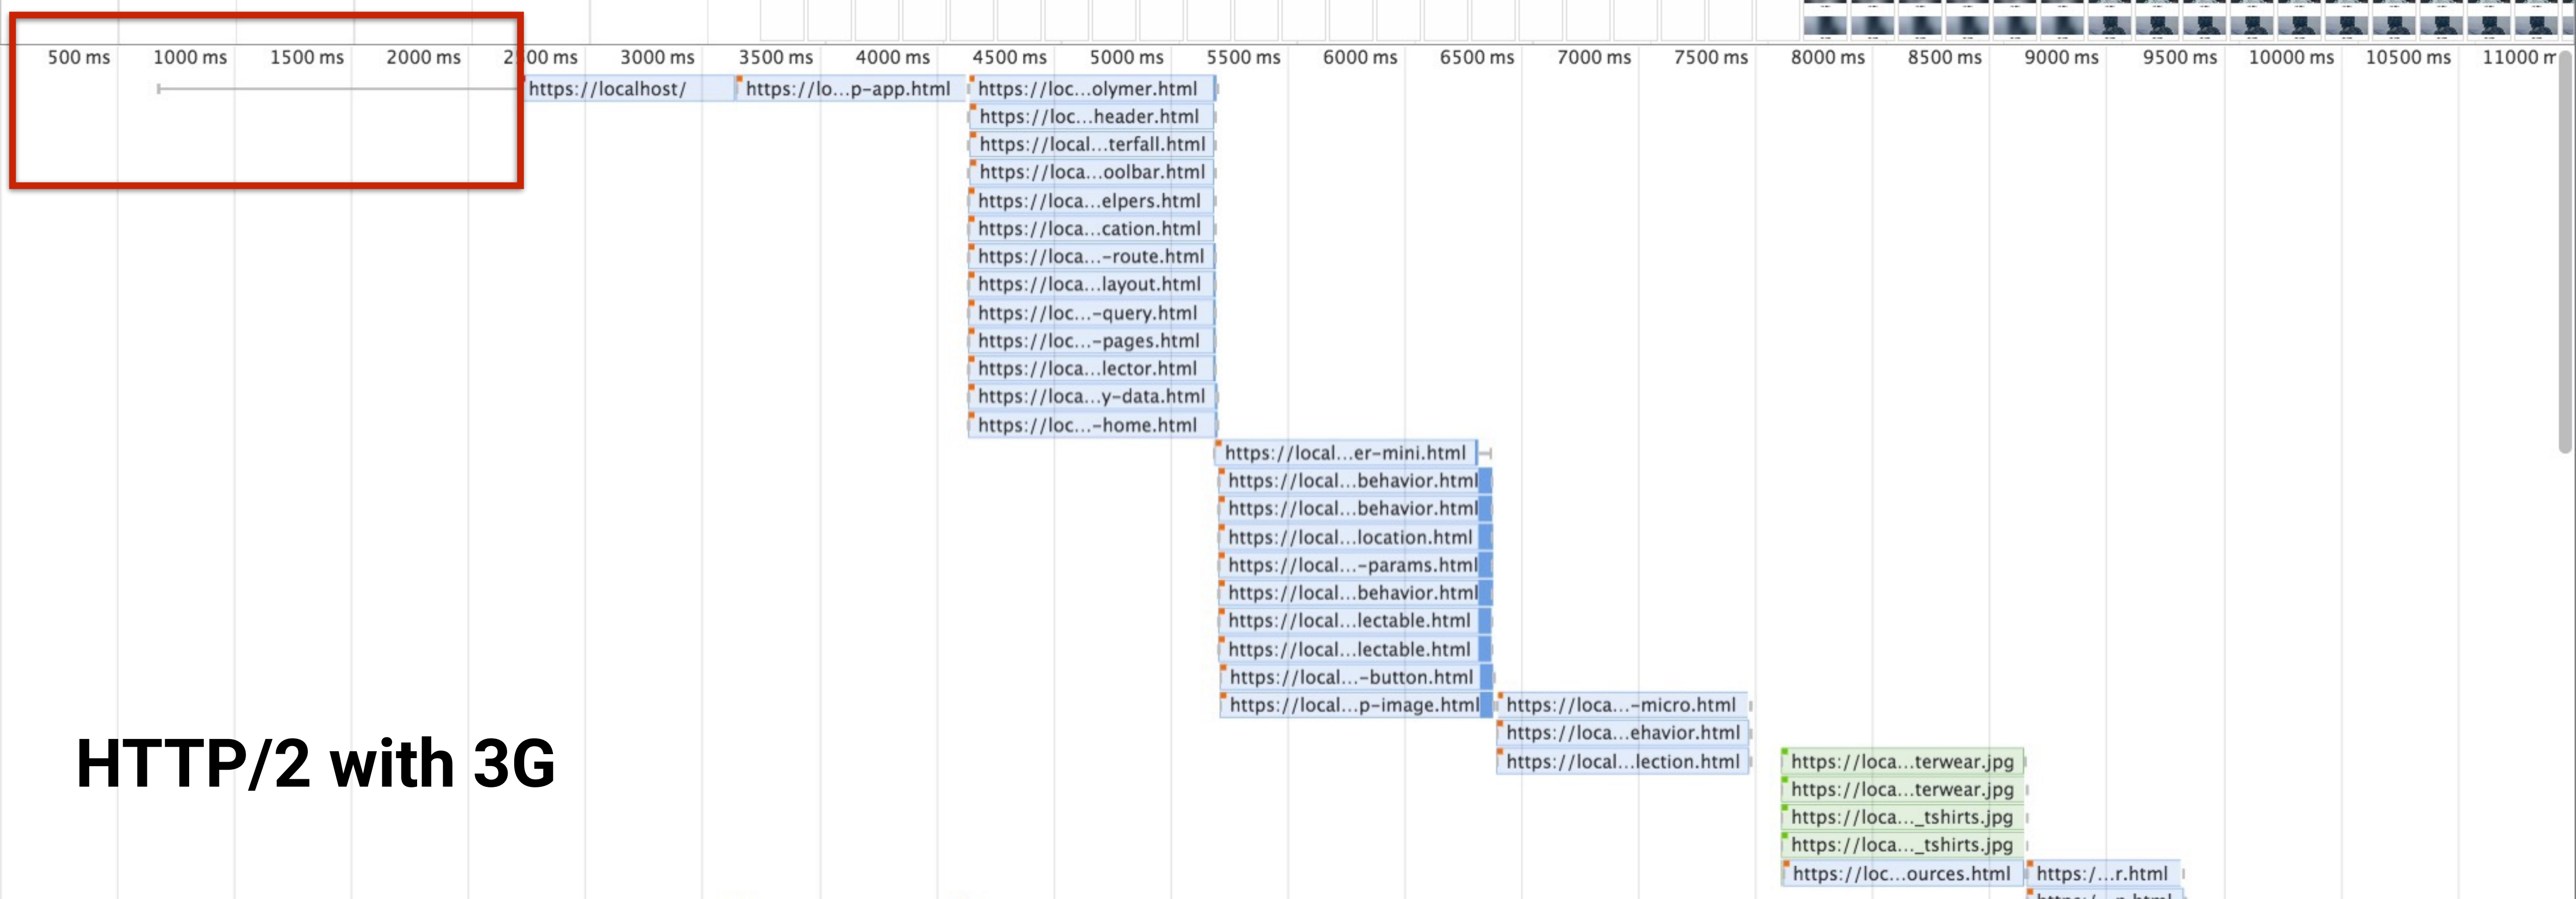 500 ms 1000 ms 1500 ms 2000 ms 2500 ms 3000 ms 3500 ms 4000 ms 4500 ms 5000 ms 5500 ms 6000 ms 6500 ms 7000 ms 7500 ms 8000 ms 8500 ms 9000 ms 9500 ms 10000 ms 10500 ms 11000 m
https://localhost/ https://lo...p-app.html https://loc...olymer.html
https://loc...header.html
https://local...terfall.html
https://loca...oolbar.html
https://loca...elpers.html
https://loca...cation.html
https://loca...-route.html
https://loca...layout.html
https://loc...-query.html
https://loc...-pages.html
https://loca...lector.html
https://loca...y-data.html
https://loc...-home.html
https://local...er-mini.html
https://local...behavior.html
https://local...behavior.html
https://local...location.html
https://local...-params.html
https://local...behavior.html
https://local...lectable.html
https://local...lectable.html
https://local...-button.html
https://local...p-image.html https://loca...-micro.html
https://loca...ehavior.html
https://local...lection.html https://loca...terwear.jpg
HTTP/2 with 3G
https://loca...terwear.jpg
https://loca..._tshirts.jpg
https://loca..._tshirts.jpg
https://loc...ources.html https:/...r.html